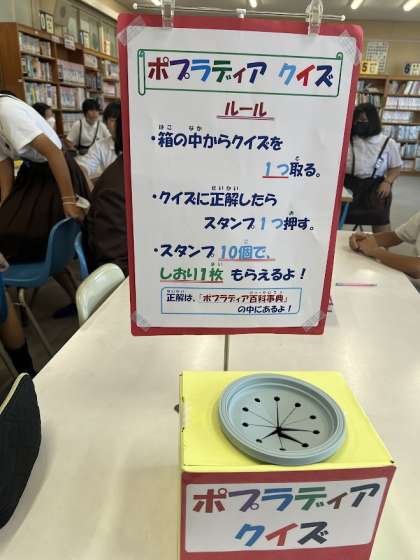 ポプラディア クイズ
ルール
・箱の中からクイズを
1つ取る。
・クイズに正解したら
スタンプ1つ押す。
・スタンプ10個で、
しおり1枚 もらえるよ！
正解は、「ポプラディア百科事典」
の中にあるよ！
ポプラディア
クイズ